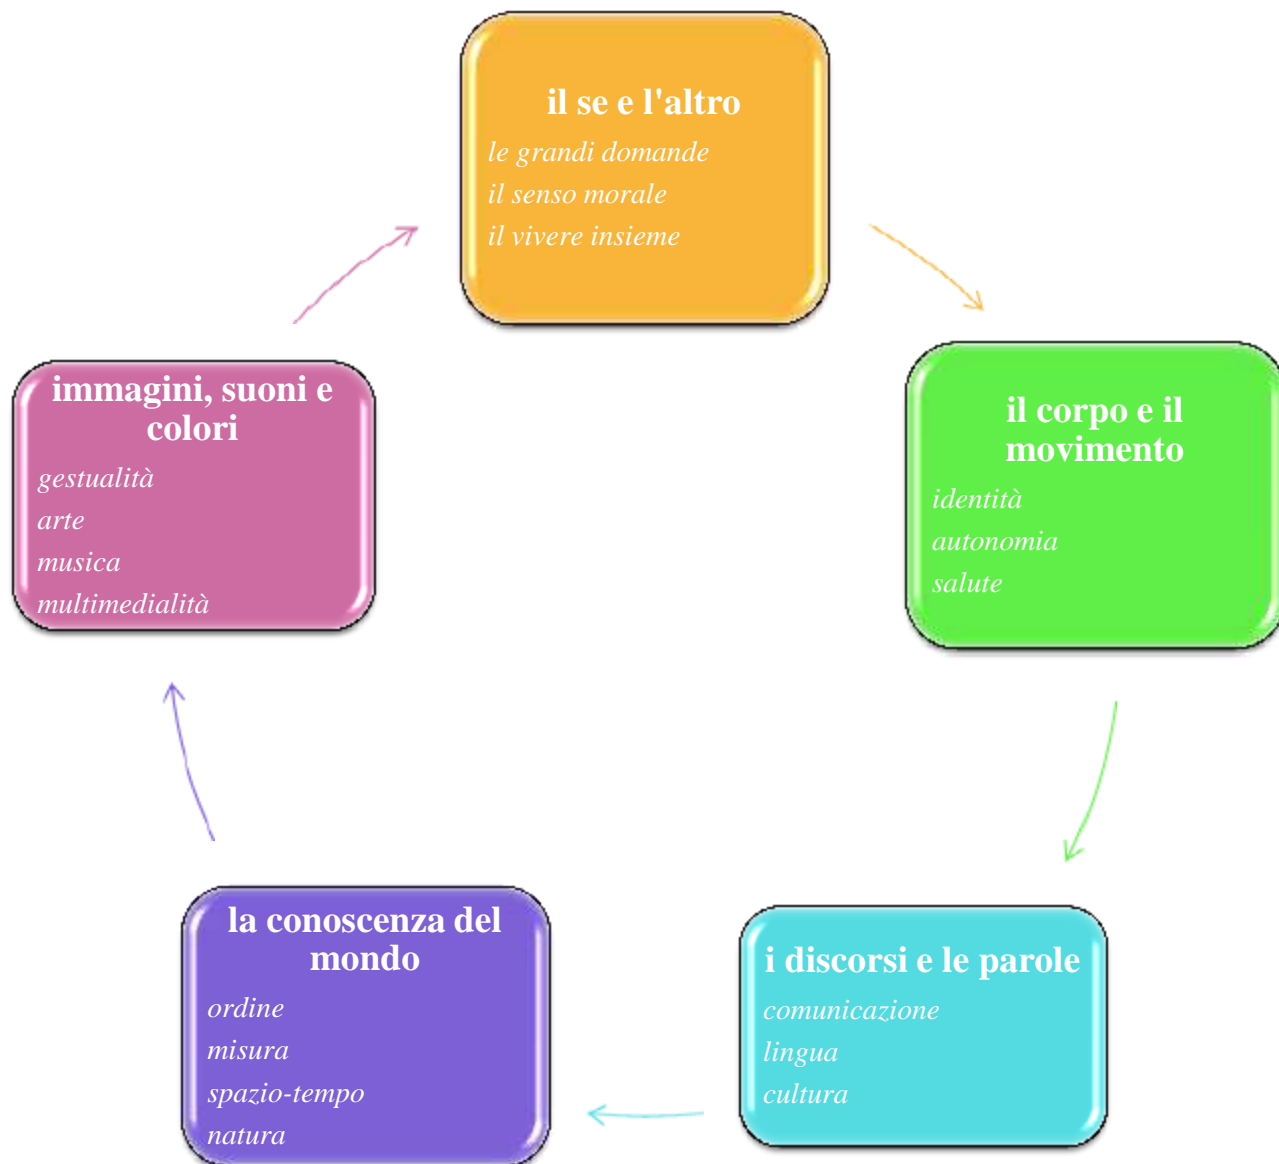 il se e l'altro
le grandi domande
il senso morale
il vivere insieme
il corpo e il
movimento
identità
autonomia
salute
i discorsi e le parole
comunicazione
lingua
cultura
la conoscenza del
mondo
ordine
misura
spazio-tempo
natura
immagini, suoni e
colori
gestualità
arte
musica
multimedialità